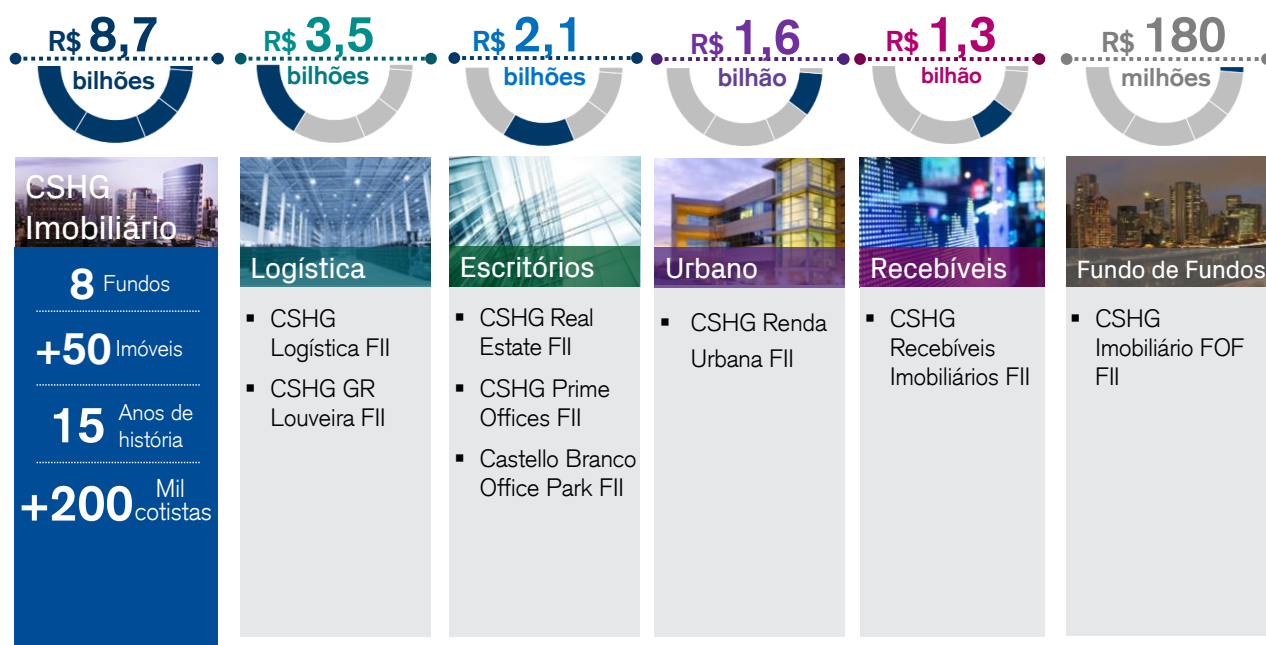 R$ 8,7
bilhões
CSHG
Imobiliário
8 Fundos
+50 Imóveis
15 Anos de
história
+200 Mil
cotistas
R$ 3,5
bilhões
Logística
▪ CSHG
Logística FII
▪ CSHG GR
Louveira FII
R$ 2,1
bilhões
Escritórios
▪ CSHG Real
Estate FII
▪ CSHG Prime
Offices FII
▪ Castello Branco
Office Park FII
R$ 1,6
bilhão
Urbano
▪ CSHG Renda
Urbana FII
R$ 1,3
bilhão
Recebíveis
▪ CSHG
Recebíveis
Imobiliários FII
R$ 180
milhões
Fundo de Fundos
▪ CSHG
Imobiliário FOF
FII